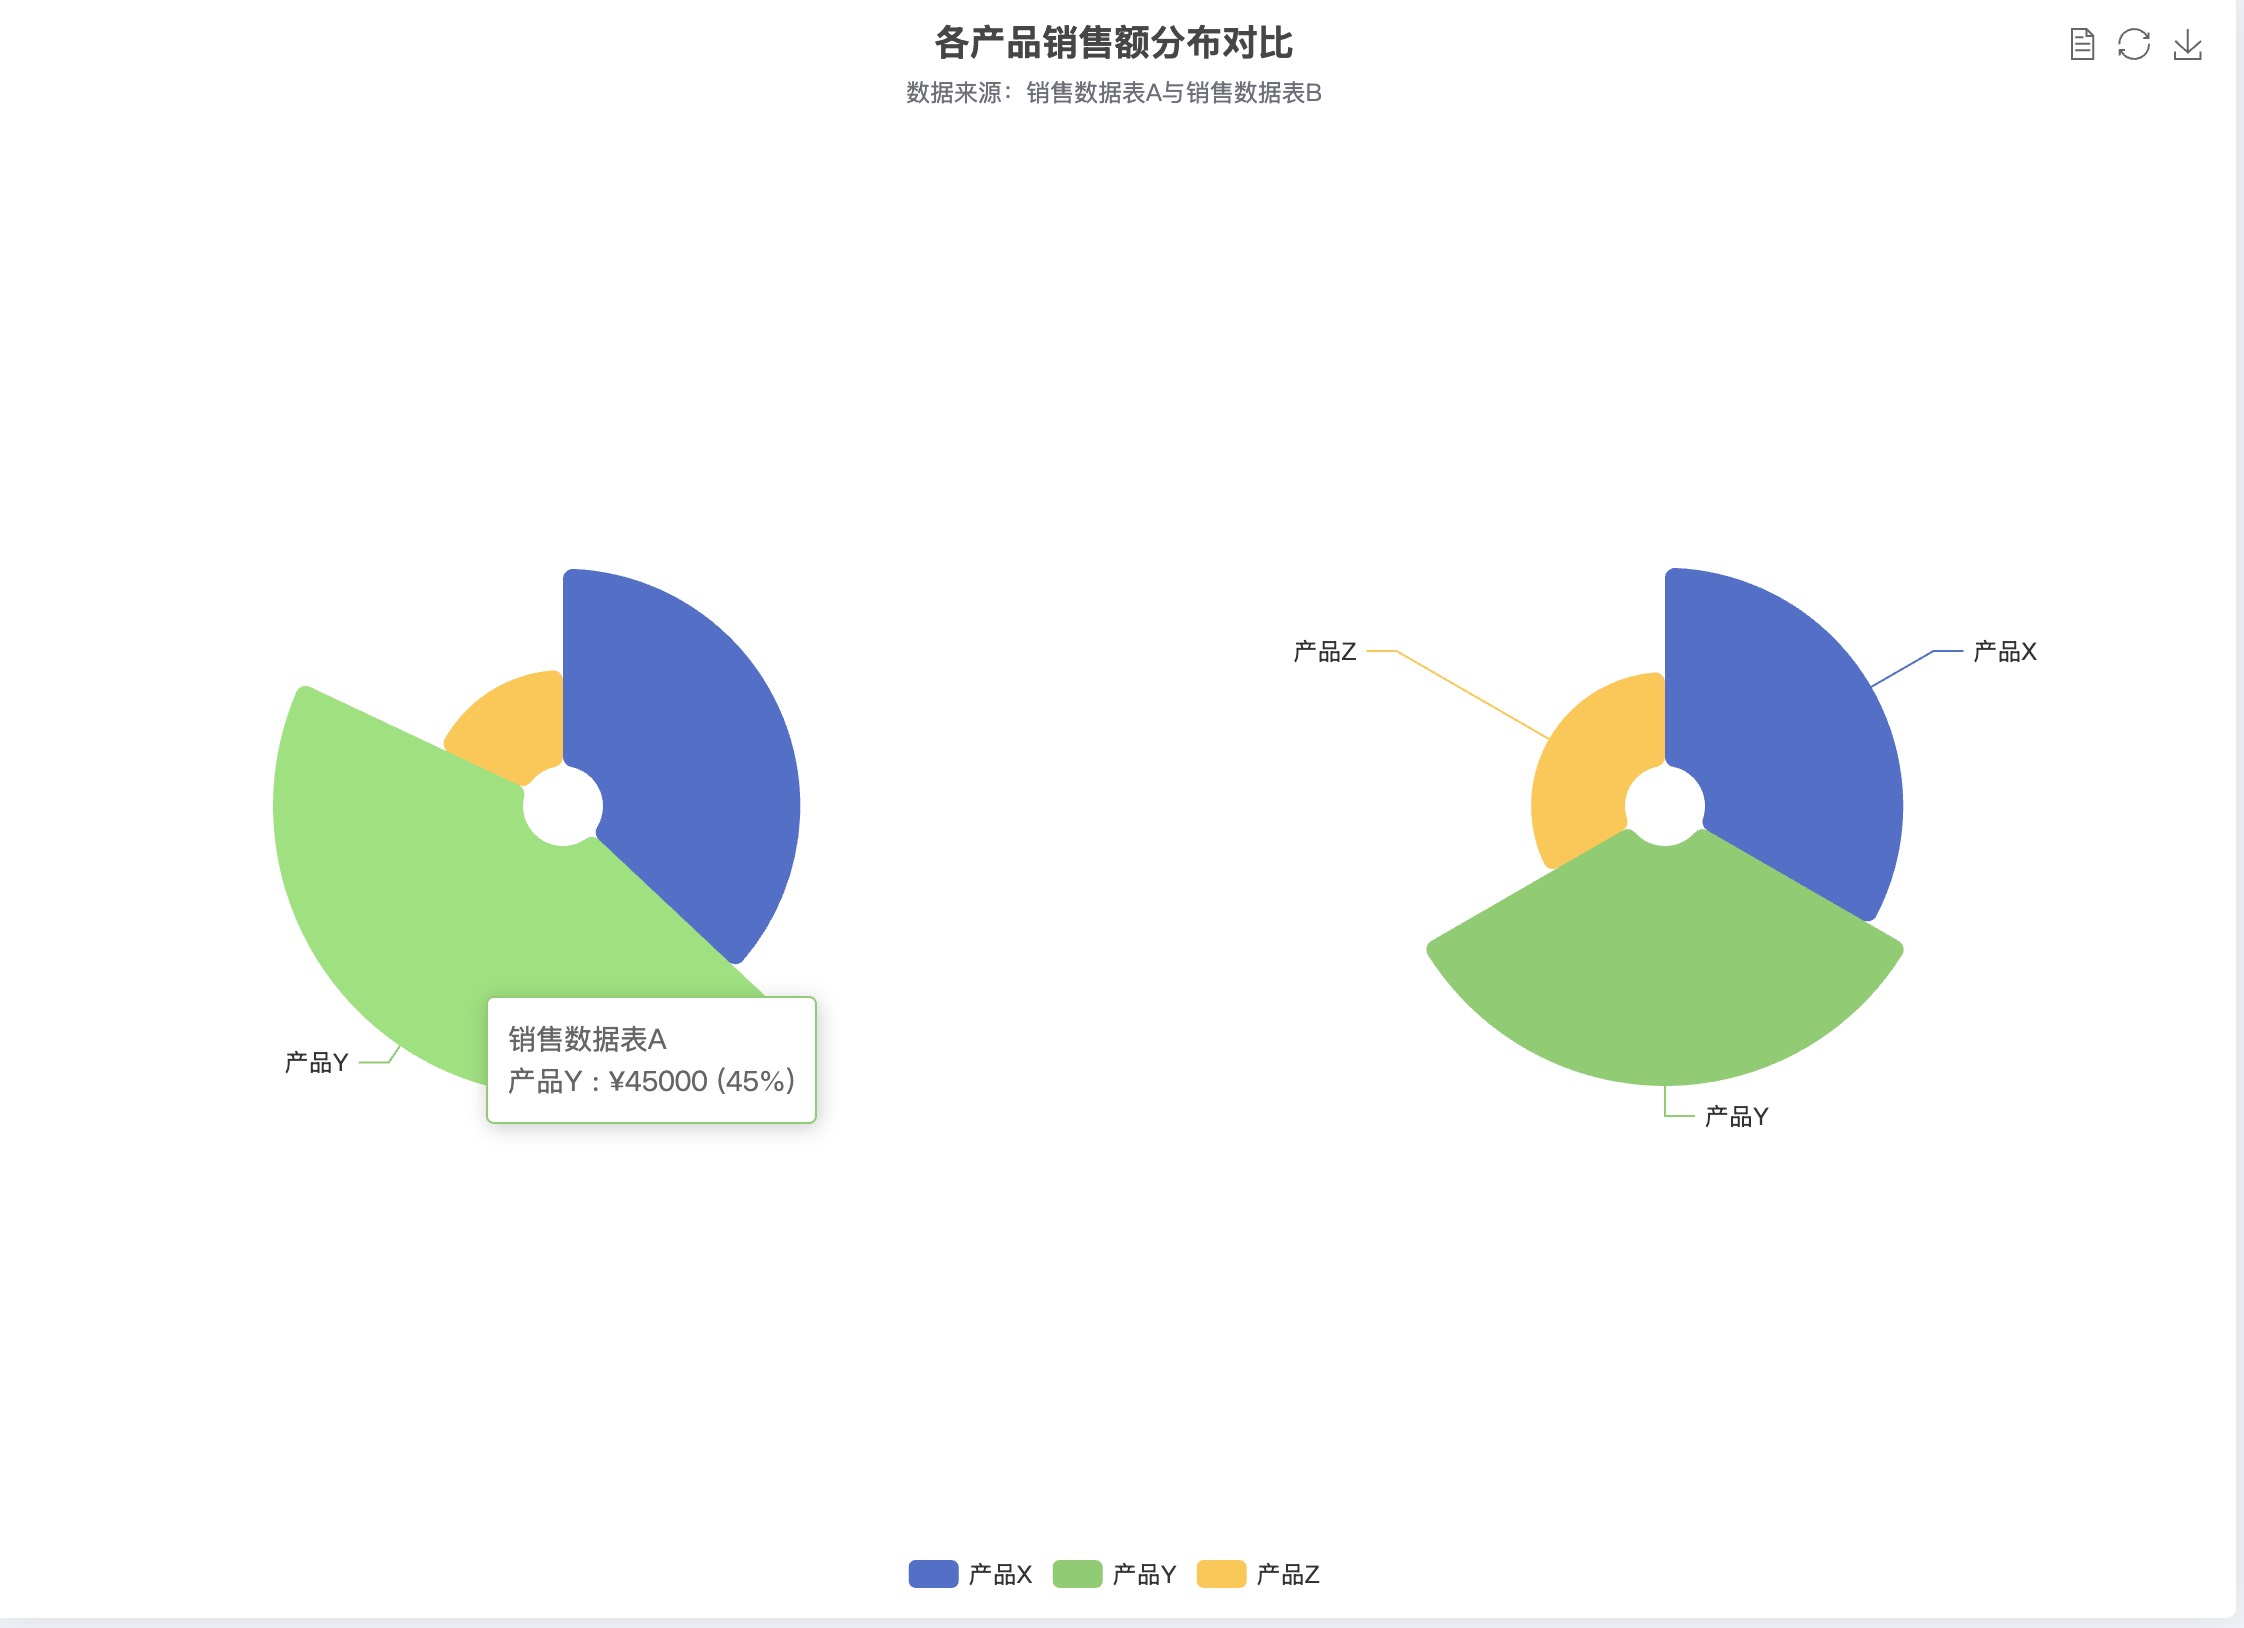 各产品销售额分布对比
数据来源：销售数据表A与销售数据表B
产品Z
产品X
产品Y
销售数据表A
产品Y : ¥45000 (45%)
产品Y
产品X
产品Y
产品Z